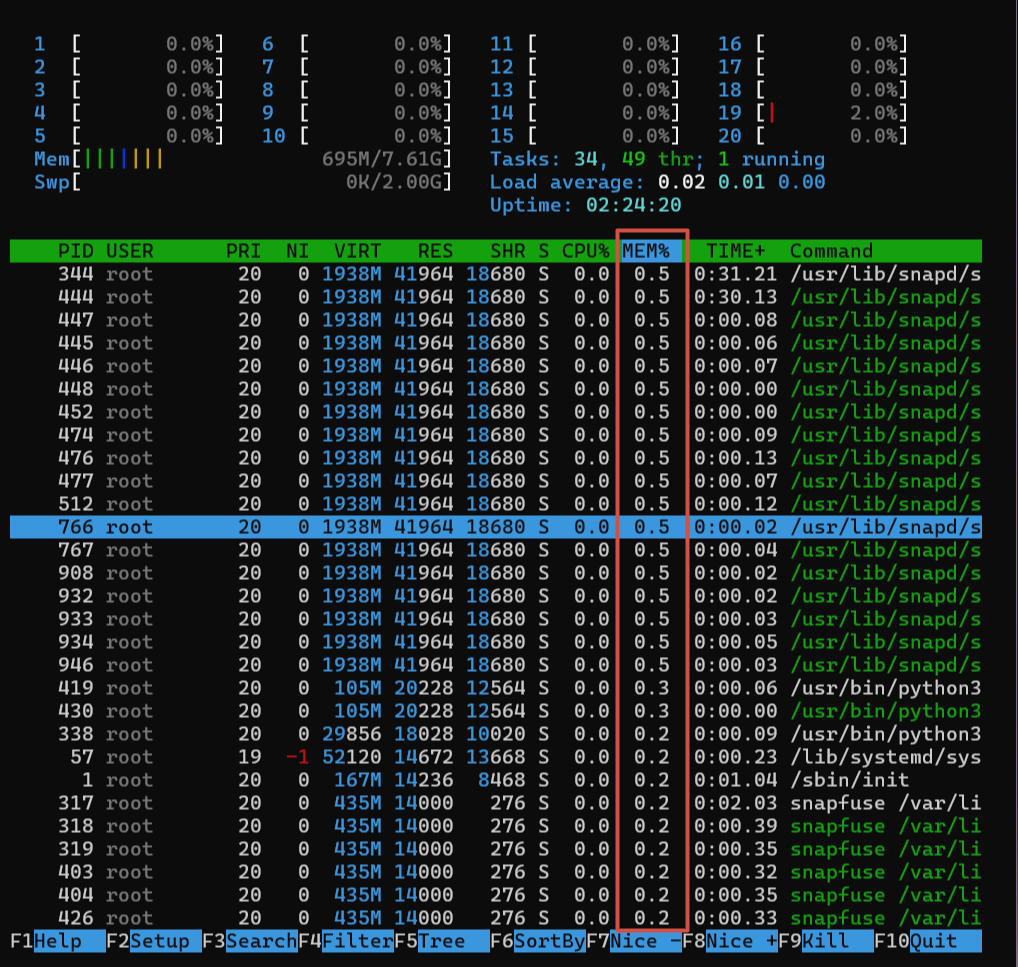 1 [ 0.0%] 6 [ 0.0%] 11 [ 0.0%] 16 [ 0.0%]
2 [ 0.0%] 7 [ 0.0%] 12 [ 0.0%] 17 [ 0.0%]
3 [ 0.0%] 8 [ 0.0%] 13 [ 0.0%] 18 [ 0.0%]
4 [ 0.0%] 9 [ 0.0%] 14 [ 0.0%] 19 [| 2.0%]
5 [ 0.0%] 10 [ 0.0%] 15 [ 0.0%] 20 [ 0.0%]
Mem[||||||| 695M/7.61G] Tasks: 34, 49 thr; 1 running
Swp[ 0K/2.00G] Load average: 0.02 0.01 0.00
Uptime: 02:24:20
PID USER PRI NI VIRT RES SHR S CPU% MEM% TIME+ Command
344 root 20 0 1938M 41964 18680 S 0.0 0.5 0:31.21 /usr/lib/snapd/s
444 root 20 0 1938M 41964 18680 S 0.0 0.5 0:30.13 /usr/lib/snapd/s
447 root 20 0 1938M 41964 18680 S 0.0 0.5 0:00.08 /usr/lib/snapd/s
445 root 20 0 1938M 41964 18680 S 0.0 0.5 0:00.06 /usr/lib/snapd/s
446 root 20 0 1938M 41964 18680 S 0.0 0.5 0:00.07 /usr/lib/snapd/s
448 root 20 0 1938M 41964 18680 S 0.0 0.5 0:00.00 /usr/lib/snapd/s
452 root 20 0 1938M 41964 18680 S 0.0 0.5 0:00.00 /usr/lib/snapd/s
474 root 20 0 1938M 41964 18680 S 0.0 0.5 0:00.09 /usr/lib/snapd/s
476 root 20 0 1938M 41964 18680 S 0.0 0.5 0:00.13 /usr/lib/snapd/s
477 root 20 0 1938M 41964 18680 S 0.0 0.5 0:00.07 /usr/lib/snapd/s
512 root 20 0 1938M 41964 18680 S 0.0 0.5 0:00.12 /usr/lib/snapd/s
766 root 20 0 1938M 41964 18680 S 0.0 0.5 0:00.02 /usr/lib/snapd/s
767 root 20 0 1938M 41964 18680 S 0.0 0.5 0:00.04 /usr/lib/snapd/s
908 root 20 0 1938M 41964 18680 S 0.0 0.5 0:00.02 /usr/lib/snapd/s
932 root 20 0 1938M 41964 18680 S 0.0 0.5 0:00.02 /usr/lib/snapd/s
933 root 20 0 1938M 41964 18680 S 0.0 0.5 0:00.03 /usr/lib/snapd/s
934 root 20 0 1938M 41964 18680 S 0.0 0.5 0:00.05 /usr/lib/snapd/s
946 root 20 0 1938M 41964 18680 S 0.0 0.5 0:00.03 /usr/lib/snapd/s
419 root 20 0 105M 20228 12564 S 0.0 0.3 0:00.06 /usr/bin/python3
430 root 20 0 105M 20228 12564 S 0.0 0.3 0:00.00 /usr/bin/python3
338 root 20 0 29856 18028 10020 S 0.0 0.2 0:00.09 /usr/bin/python3
57 root 19 -1 52120 14672 13668 S 0.0 0.2 0:00.23 /lib/systemd/sys
1 root 20 0 167M 14236 8468 S 0.0 0.2 0:01.04 /sbin/init
317 root 20 0 435M 14000 276 S 0.0 0.2 0:02.03 snapfuse /var/li
318 root 20 0 435M 14000 276 S 0.0 0.2 0:00.39 snapfuse /var/li
319 root 20 0 435M 14000 276 S 0.0 0.2 0:00.35 snapfuse /var/li
403 root 20 0 435M 14000 276 S 0.0 0.2 0:00.32 snapfuse /var/li
404 root 20 0 435M 14000 276 S 0.0 0.2 0:00.35 snapfuse /var/li
426 root 20 0 435M 14000 276 S 0.0 0.2 0:00.33 snapfuse /var/li
F1Help F2Setup F3SearchF4FilterF5Tree F6SortByF7Nice -F8Nice +F9Kill F10Quit